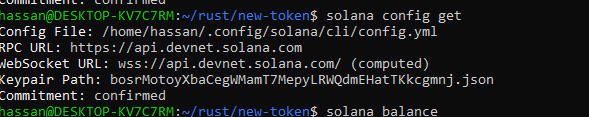 Commitment: confirmed
hassan@DESKTOP-KV7C7RM:~/rust/new-token$ solana config get
Config File: /home/hassan/.config/solana/cli/config.yml
RPC URL: https://api.devnet.solana.com
WebSocket URL: wss://api.devnet.solana.com/ (computed)
Keypair Path: bosrMotoyXbaCegWMamT7MepyLRWQdmEHatTKkcgmnj.json
Commitment: confirmed
hassan@DESKTOP-KV7C7RM:~/rust/new-token$ solana balance